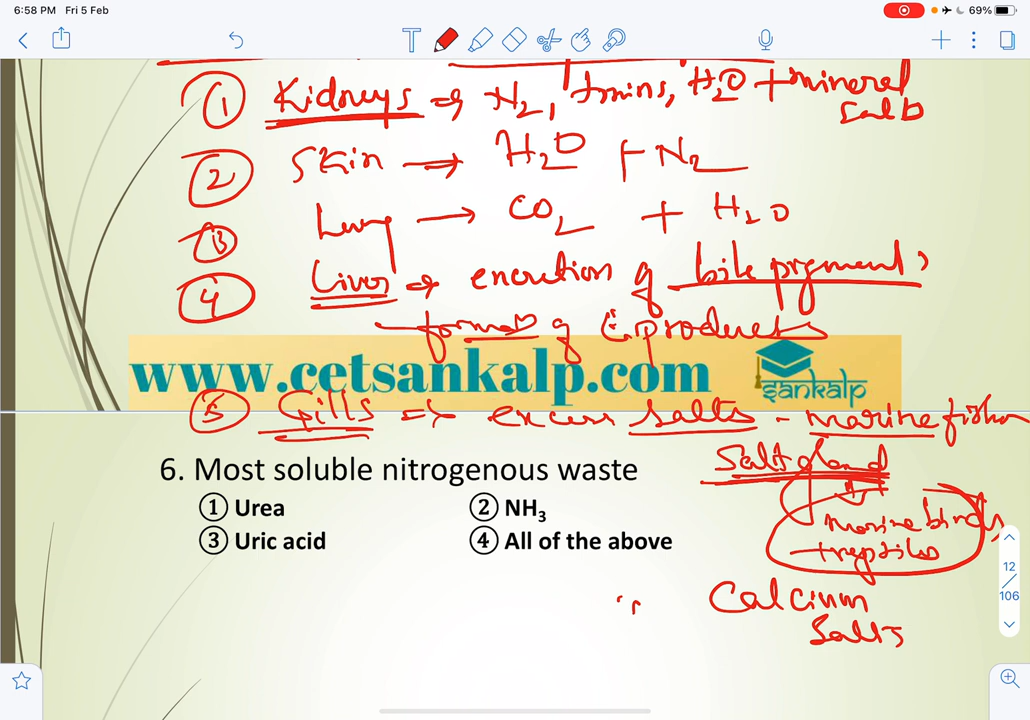 6:58 PM Fri 5 Feb
69%
T
① Kidneys ⇒ N2, , H2O + mineral
salts
② Skin → H2O + N2
③ Lung → CO2 + H2O
④ Liver ⇒ excretion of bile pigments
of products
www.cetsankalp.com
sankalp
⑤ Gills ⇒ excess salts - marine fishes
Salt gland
marine birds,
+ reptiles
6. Most soluble nitrogenous waste
① Urea ② NH3
③ Uric acid ④ All of the above
Calcium
Salts
12
/
106